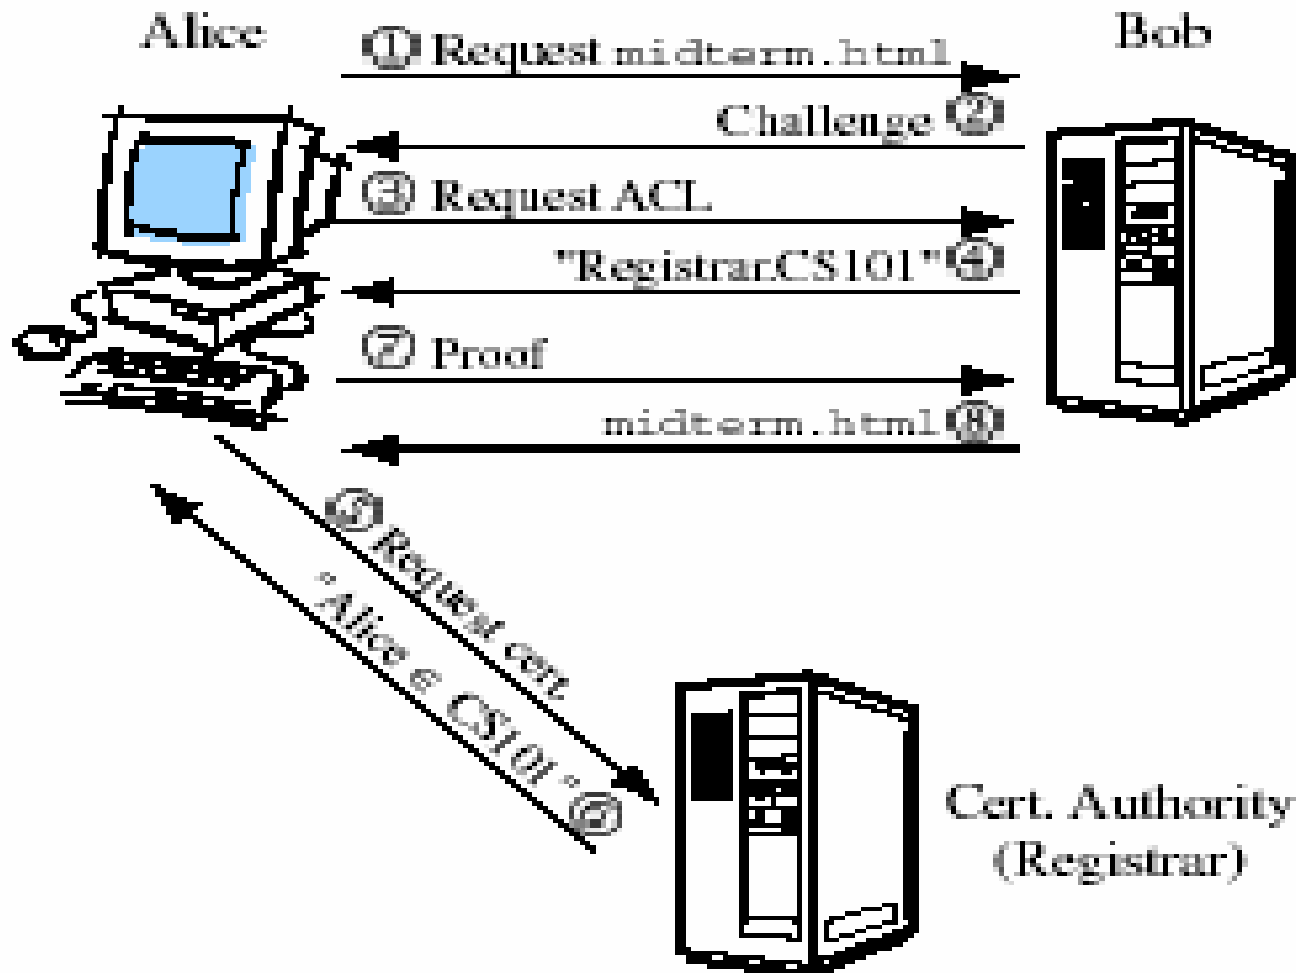 Alice
Bob
① Request midterm.html
Challenge ②
③ Request ACL
"Registrar.CS101" ④
⑦ Proof
midterm.html ⑧
⑤ Request cert.
"Alice ∈ CS101" ⑥
Cert. Authority
(Registrar)